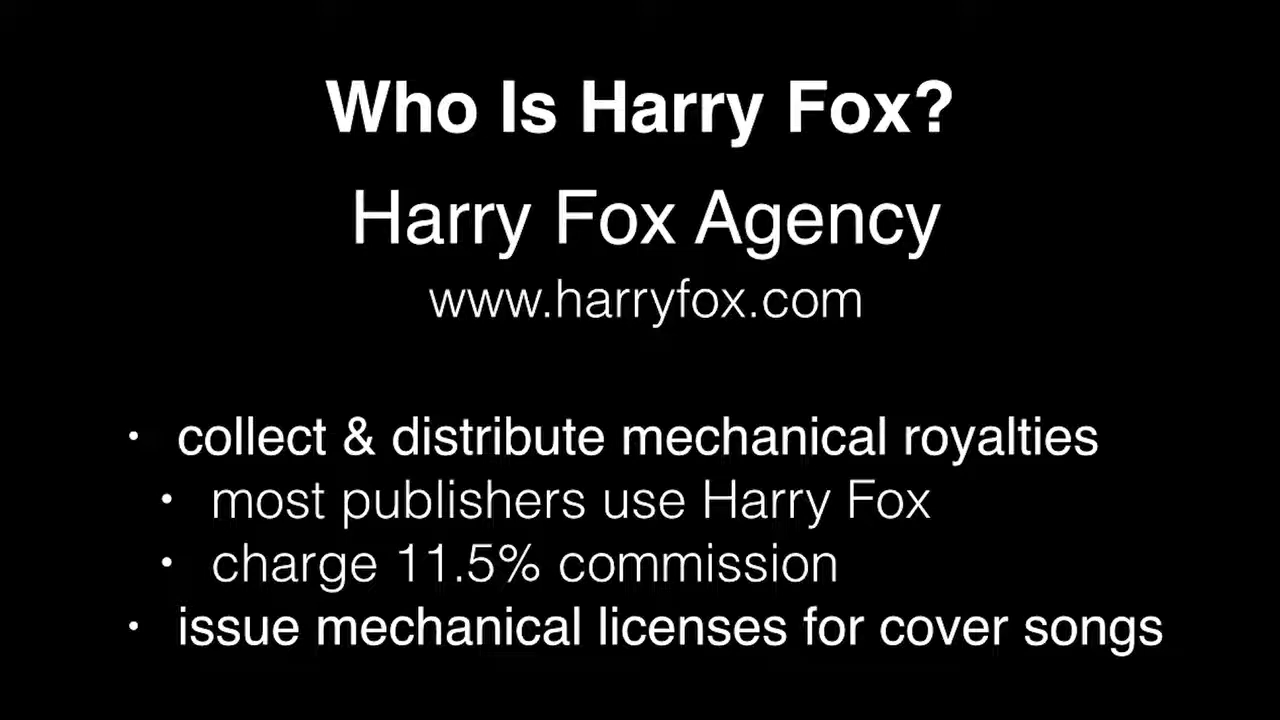 Who Is Harry Fox?
Harry Fox Agency
www.harryfox.com
• collect & distribute mechanical royalties
• most publishers use Harry Fox
• charge 11.5% commission
• issue mechanical licenses for cover songs